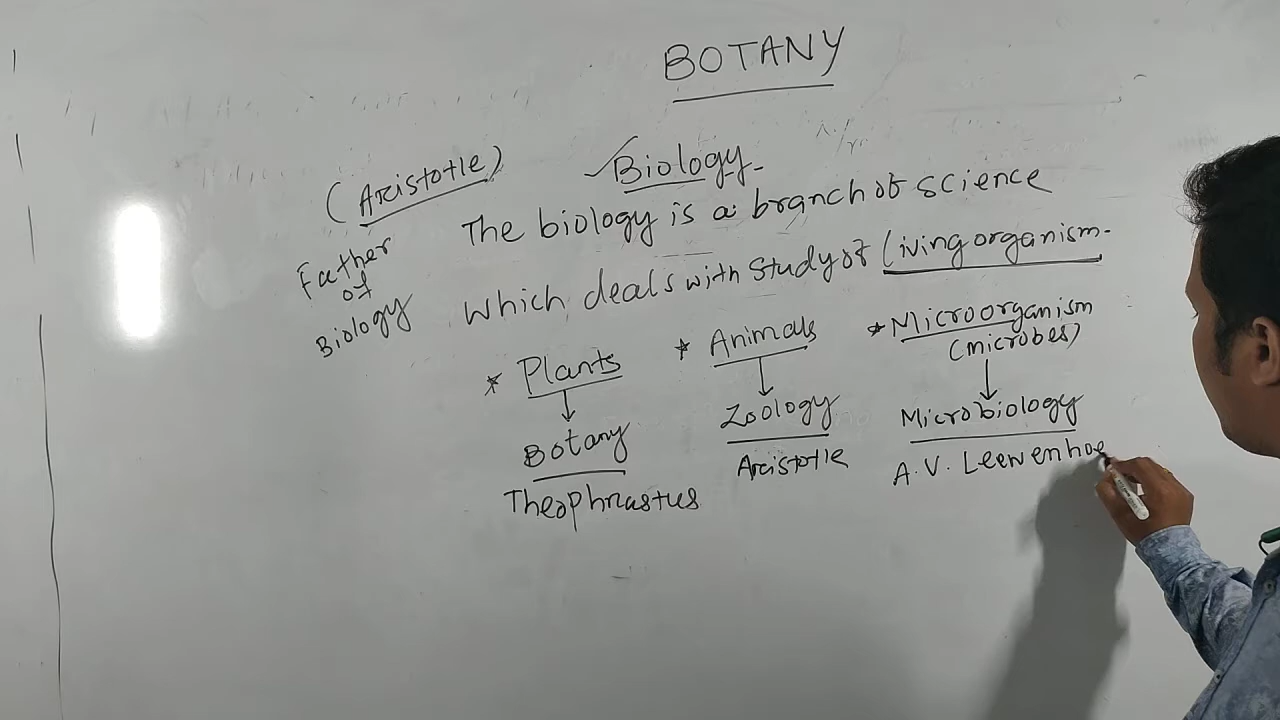 BOTANY
Biology
(Aristotle)
Father
of
Biology
The biology is a branch of science
which deals with study of living organism.
* Plants
* Animals
* Microorganism
(microbes)
Botany
Zoology
Microbiology
Theophrastus
Aristotle
A.V. Leewenhoe